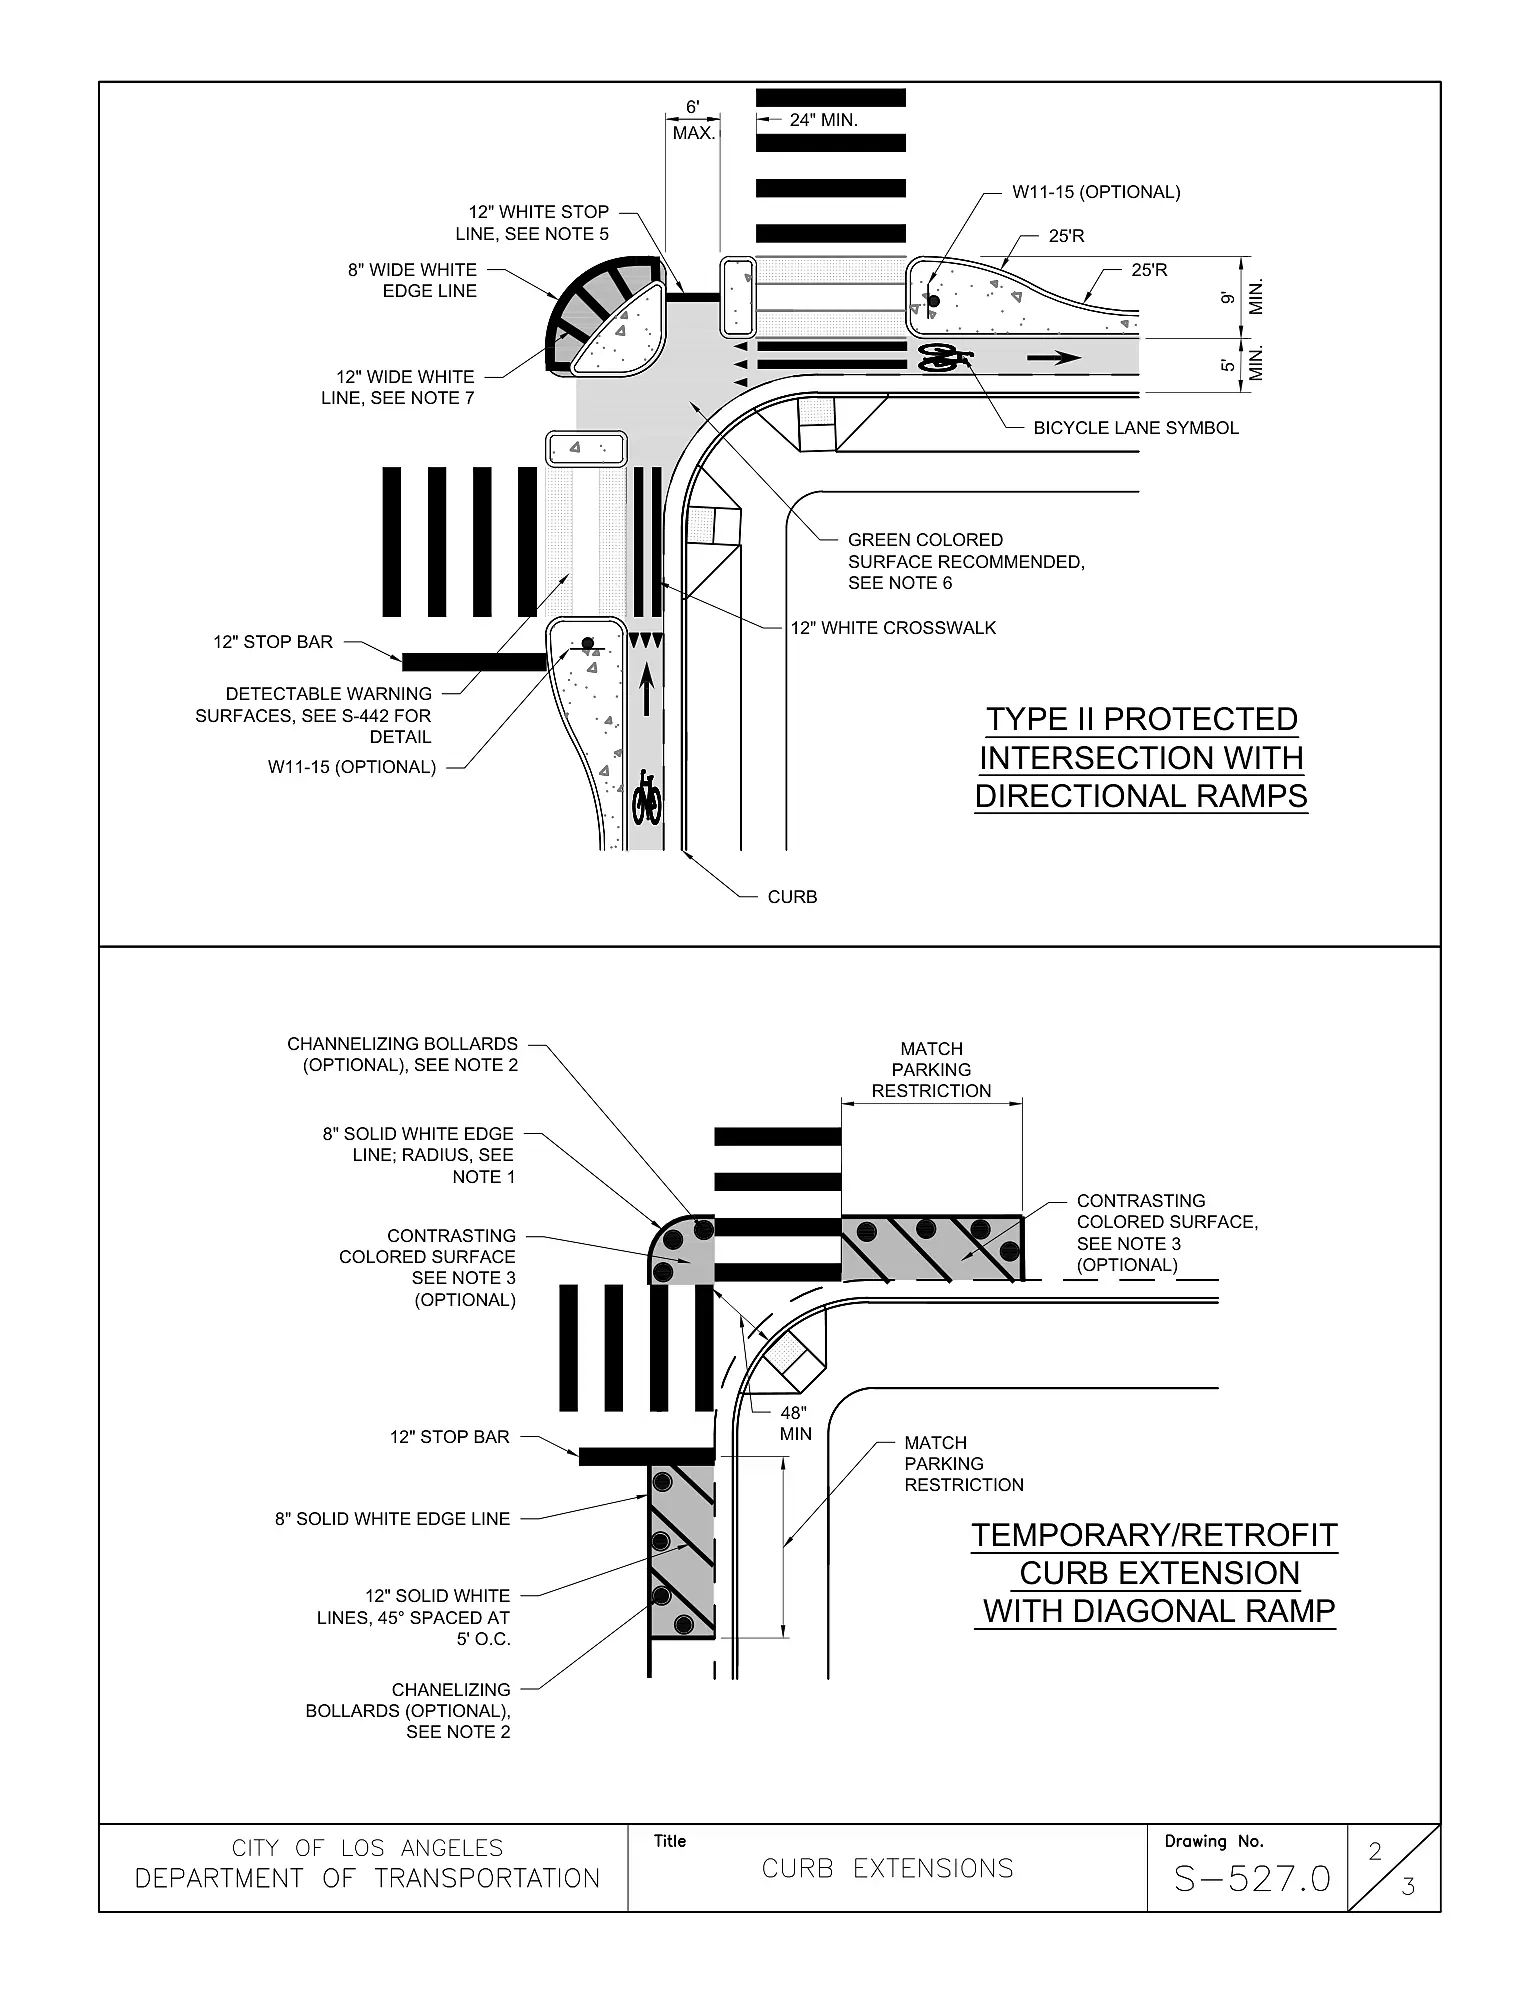 6'
MAX.
24" MIN.
W11-15 (OPTIONAL)
12" WHITE STOP
LINE, SEE NOTE 5
25'R
8" WIDE WHITE
EDGE LINE
25'R
9'
MIN.
12" WIDE WHITE
LINE, SEE NOTE 7
5'
MIN.
BICYCLE LANE SYMBOL
GREEN COLORED
SURFACE RECOMMENDED,
SEE NOTE 6
12" WHITE CROSSWALK
12" STOP BAR
DETECTABLE WARNING
SURFACES, SEE S-442 FOR
DETAIL
W11-15 (OPTIONAL)
TYPE II PROTECTED
INTERSECTION WITH
DIRECTIONAL RAMPS
CURB
CHANNELIZING BOLLARDS
(OPTIONAL), SEE NOTE 2
MATCH
PARKING
RESTRICTION
8" SOLID WHITE EDGE
LINE; RADIUS, SEE
NOTE 1
CONTRASTING
COLORED SURFACE,
SEE NOTE 3
(OPTIONAL)
CONTRASTING
COLORED SURFACE
SEE NOTE 3
(OPTIONAL)
48"
MIN
12" STOP BAR
MATCH
PARKING
RESTRICTION
8" SOLID WHITE EDGE LINE
TEMPORARY/RETROFIT
CURB EXTENSION
WITH DIAGONAL RAMP
12" SOLID WHITE
LINES, 45° SPACED AT
5' O.C.
CHANELIZING
BOLLARDS (OPTIONAL),
SEE NOTE 2
CITY OF LOS ANGELES
DEPARTMENT OF TRANSPORTATION
Title
CURB EXTENSIONS
Drawing No.
S-527.0
2
3